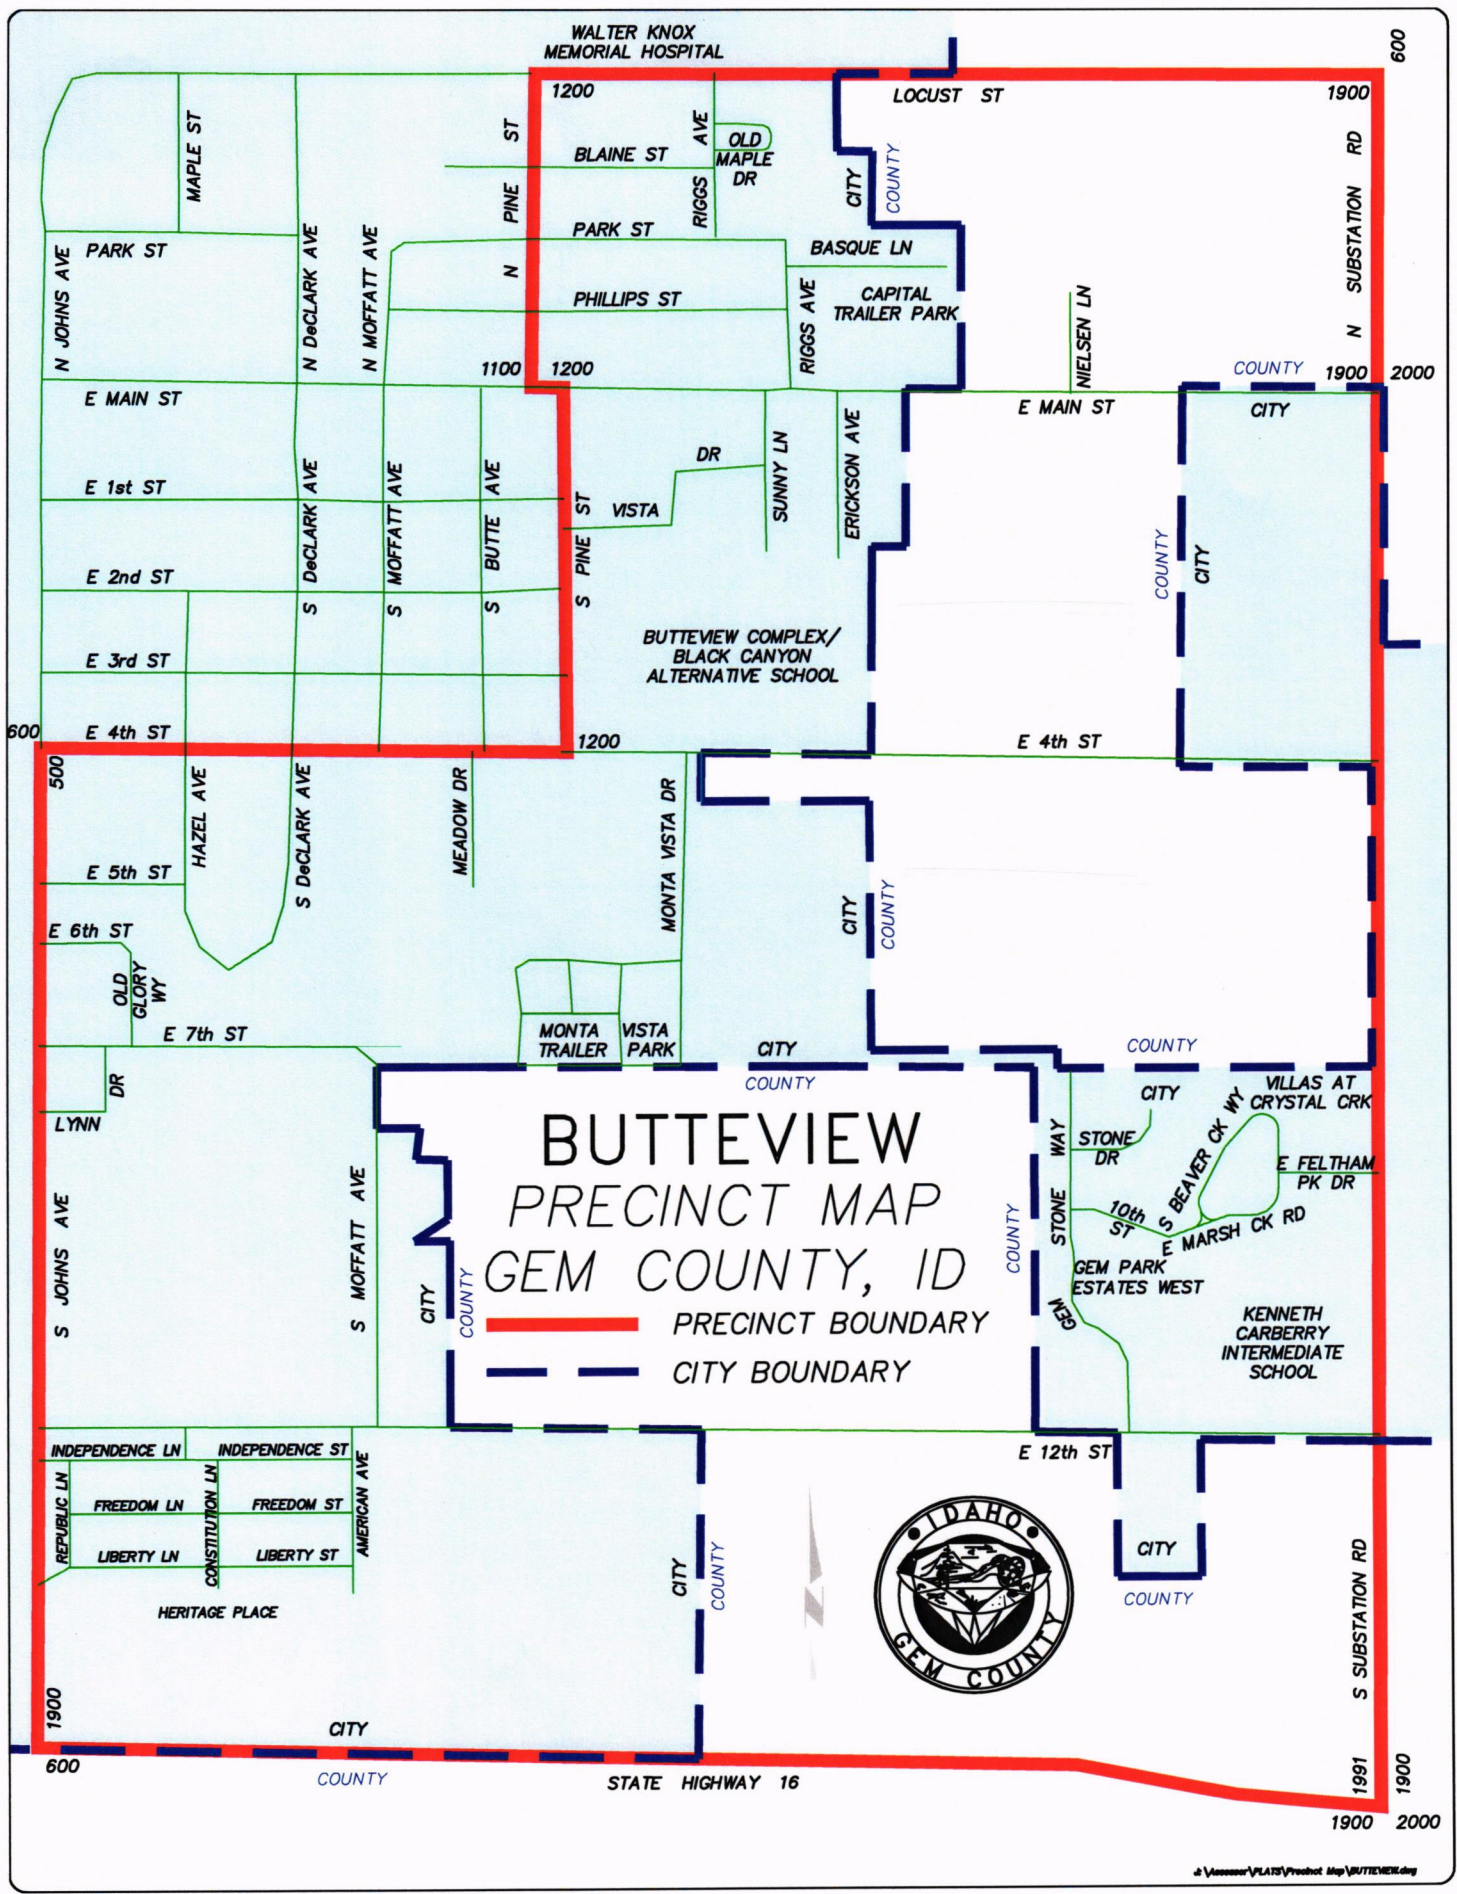 WALTER KNOX
MEMORIAL HOSPITAL
600
1200
LOCUST ST
1900
MAPLE ST
N PINE ST
BLAINE ST
RIGGS AVE
OLD
MAPLE
DR
CITY
COUNTY
N SUBSTATION RD
PARK ST
PARK ST
BASQUE LN
N JOHNS AVE
N DeCLARK AVE
N MOFFATT AVE
PHILLIPS ST
RIGGS AVE
CAPITAL
TRAILER PARK
NIELSEN LN
1100
1200
COUNTY
1900
2000
E MAIN ST
E MAIN ST
CITY
DR
SUNNY LN
ERICKSON AVE
E 1st ST
VISTA
S DeCLARK AVE
S MOFFATT AVE
S BUTTE AVE
S PINE ST
COUNTY
CITY
E 2nd ST
BUTTEVIEW COMPLEX/
BLACK CANYON
ALTERNATIVE SCHOOL
E 3rd ST
600
E 4th ST
1200
E 4th ST
500
HAZEL AVE
S DeCLARK AVE
MEADOW DR
MONTA VISTA DR
E 5th ST
CITY
COUNTY
E 6th ST
OLD
GLORY
WY
E 7th ST
MONTA VISTA
TRAILER PARK
CITY
COUNTY
COUNTY
DR
LYNN
CITY
VILLAS AT
CRYSTAL CRK
BUTTEVIEW
PRECINCT MAP
GEM COUNTY, ID
PRECINCT BOUNDARY
CITY BOUNDARY
STONE
DR
GEM STONE WAY
S BEAVER CK WY
E FELTHAM
PK DR
10th
ST
E MARSH CK RD
S JOHNS AVE
S MOFFATT AVE
CITY
COUNTY
COUNTY
GEM PARK
ESTATES WEST
KENNETH
CARBERRY
INTERMEDIATE
SCHOOL
INDEPENDENCE LN
INDEPENDENCE ST
E 12th ST
REPUBLIC LN
FREEDOM LN
CONSTITUTION LN
FREEDOM ST
AMERICAN AVE
LIBERTY LN
LIBERTY ST
HERITAGE PLACE
CITY
COUNTY
N
IDAHO
GEM COUNTY
CITY
COUNTY
S SUBSTATION RD
1900
CITY
600
COUNTY
STATE HIGHWAY 16
1991
1900
1900
2000
J:\Assessor\PLATS\Precinct Map\BUTTEVIEW.dwg